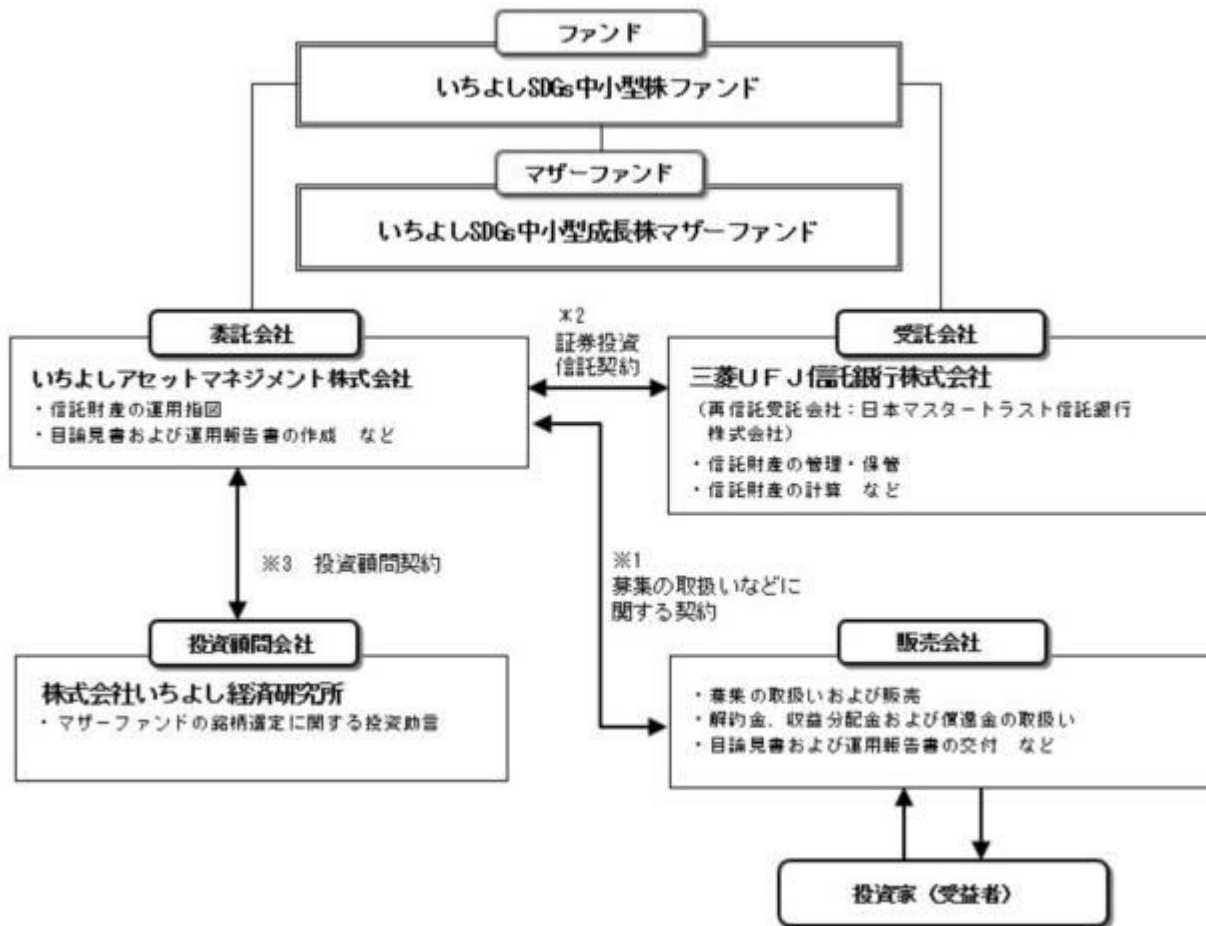 ファンド
いちよしSDGs中小型株ファンド
マザーファンド
いちよしSDGs中小型成長株マザーファンド
委託会社
いちよしアセットマネジメント株式会社
・信託財産の運用指図
・目論見書および運用報告書の作成　など
※2
証券投資
信託契約
受託会社
三菱UFJ信託銀行株式会社
（再信託受託会社：日本マスタートラスト信託銀行
株式会社）
・信託財産の管理・保管
・信託財産の計算　など
※3　投資顧問契約
※1
募集の取扱いなどに
関する契約
投資顧問会社
株式会社いちよし経済研究所
・マザーファンドの銘柄選定に関する投資助言
販売会社
・募集の取扱いおよび販売
・解約金、収益分配金および償還金の取扱い
・目論見書および運用報告書の交付　など
投資家（受益者）